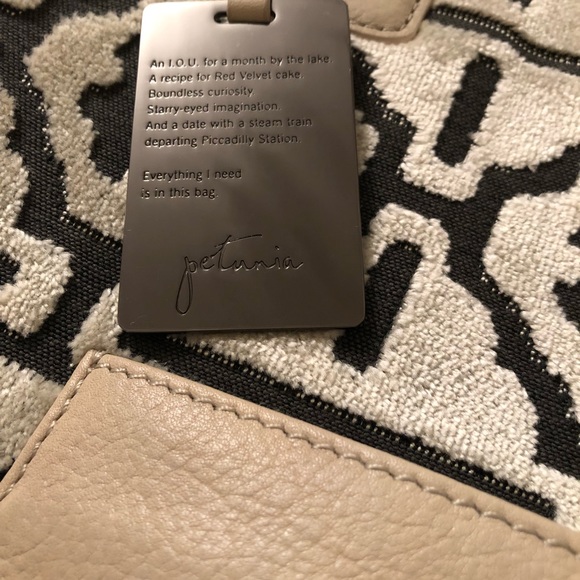 An I.O.U. for a month by the lake.
A recipe for Red Velvet cake.
Boundless curiosity
Starry-eyed imagination.
And a date with a steam train
departing Piccadilly Station.
Everything I need
is in this bag.
petunia